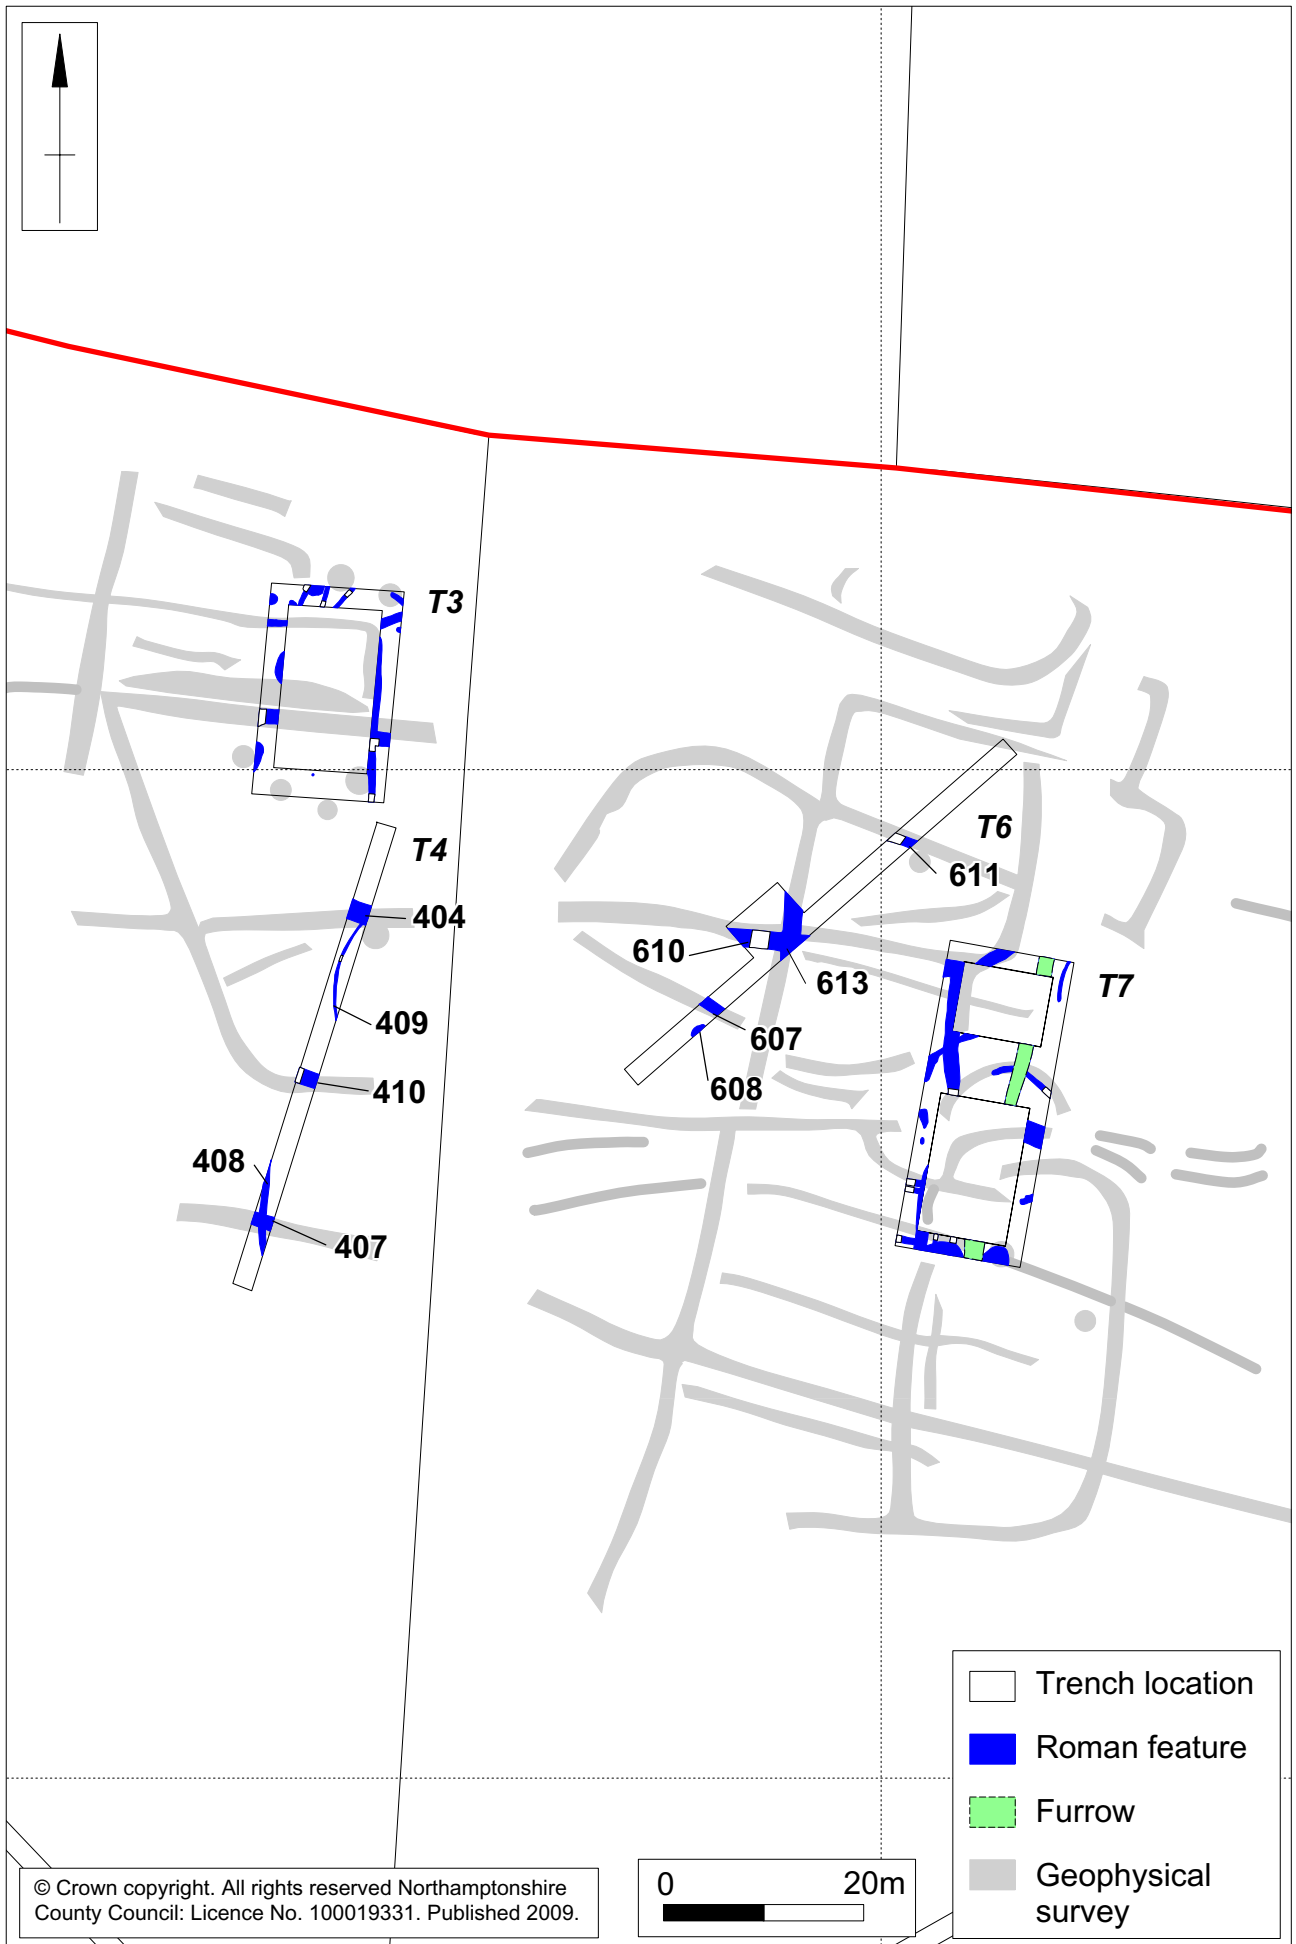 T3
T4
T6
404
611
610
613
T7
409
607
608
410
408
407
Trench location
Roman feature
Furrow
Geophysical
survey
© Crown copyright. All rights reserved Northamptonshire
County Council: Licence No. 100019331. Published 2009.
0 20m